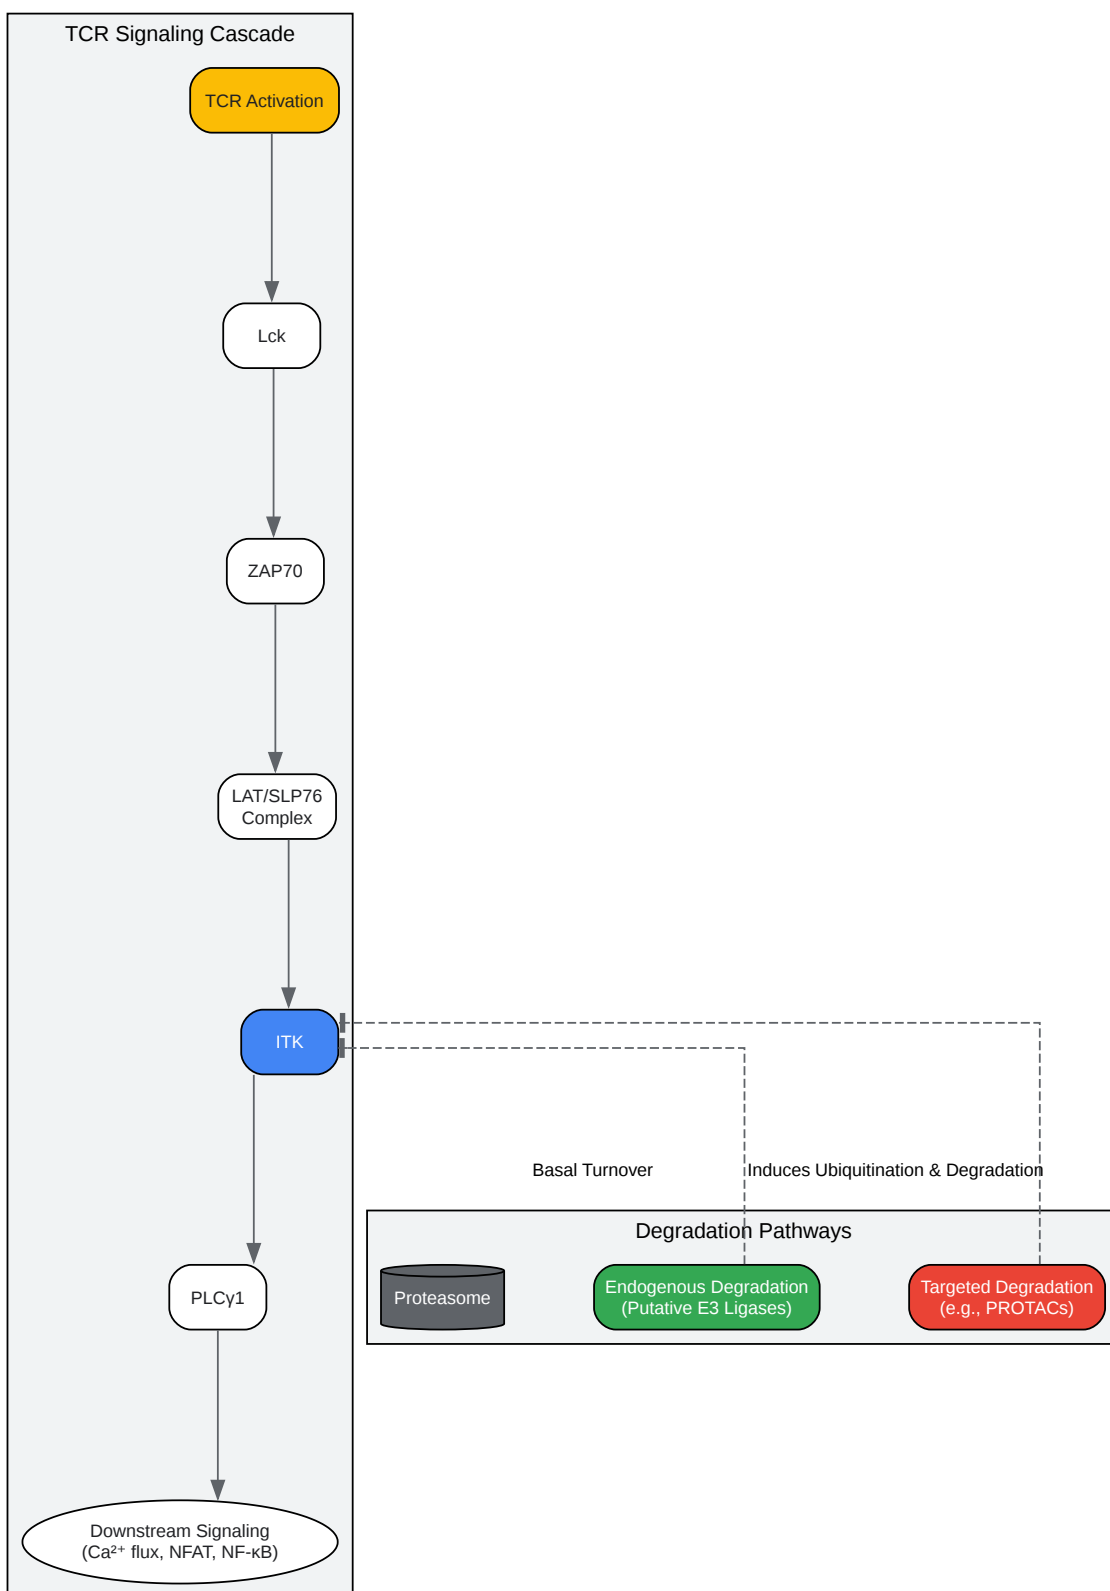 TCR Signaling Cascade
TCR Activation
Lck
ZAP70
LAT/SLP76
Complex
ITK
Basal Turnover
Induces Ubiquitination & Degradation
Degradation Pathways
Proteasome
Endogenous Degradation
(Putative E3 Ligases)
Targeted Degradation
(e.g., PROTACs)
PLCγ1
Downstream Signaling
(Ca²⁺ flux, NFAT, NF-κB)